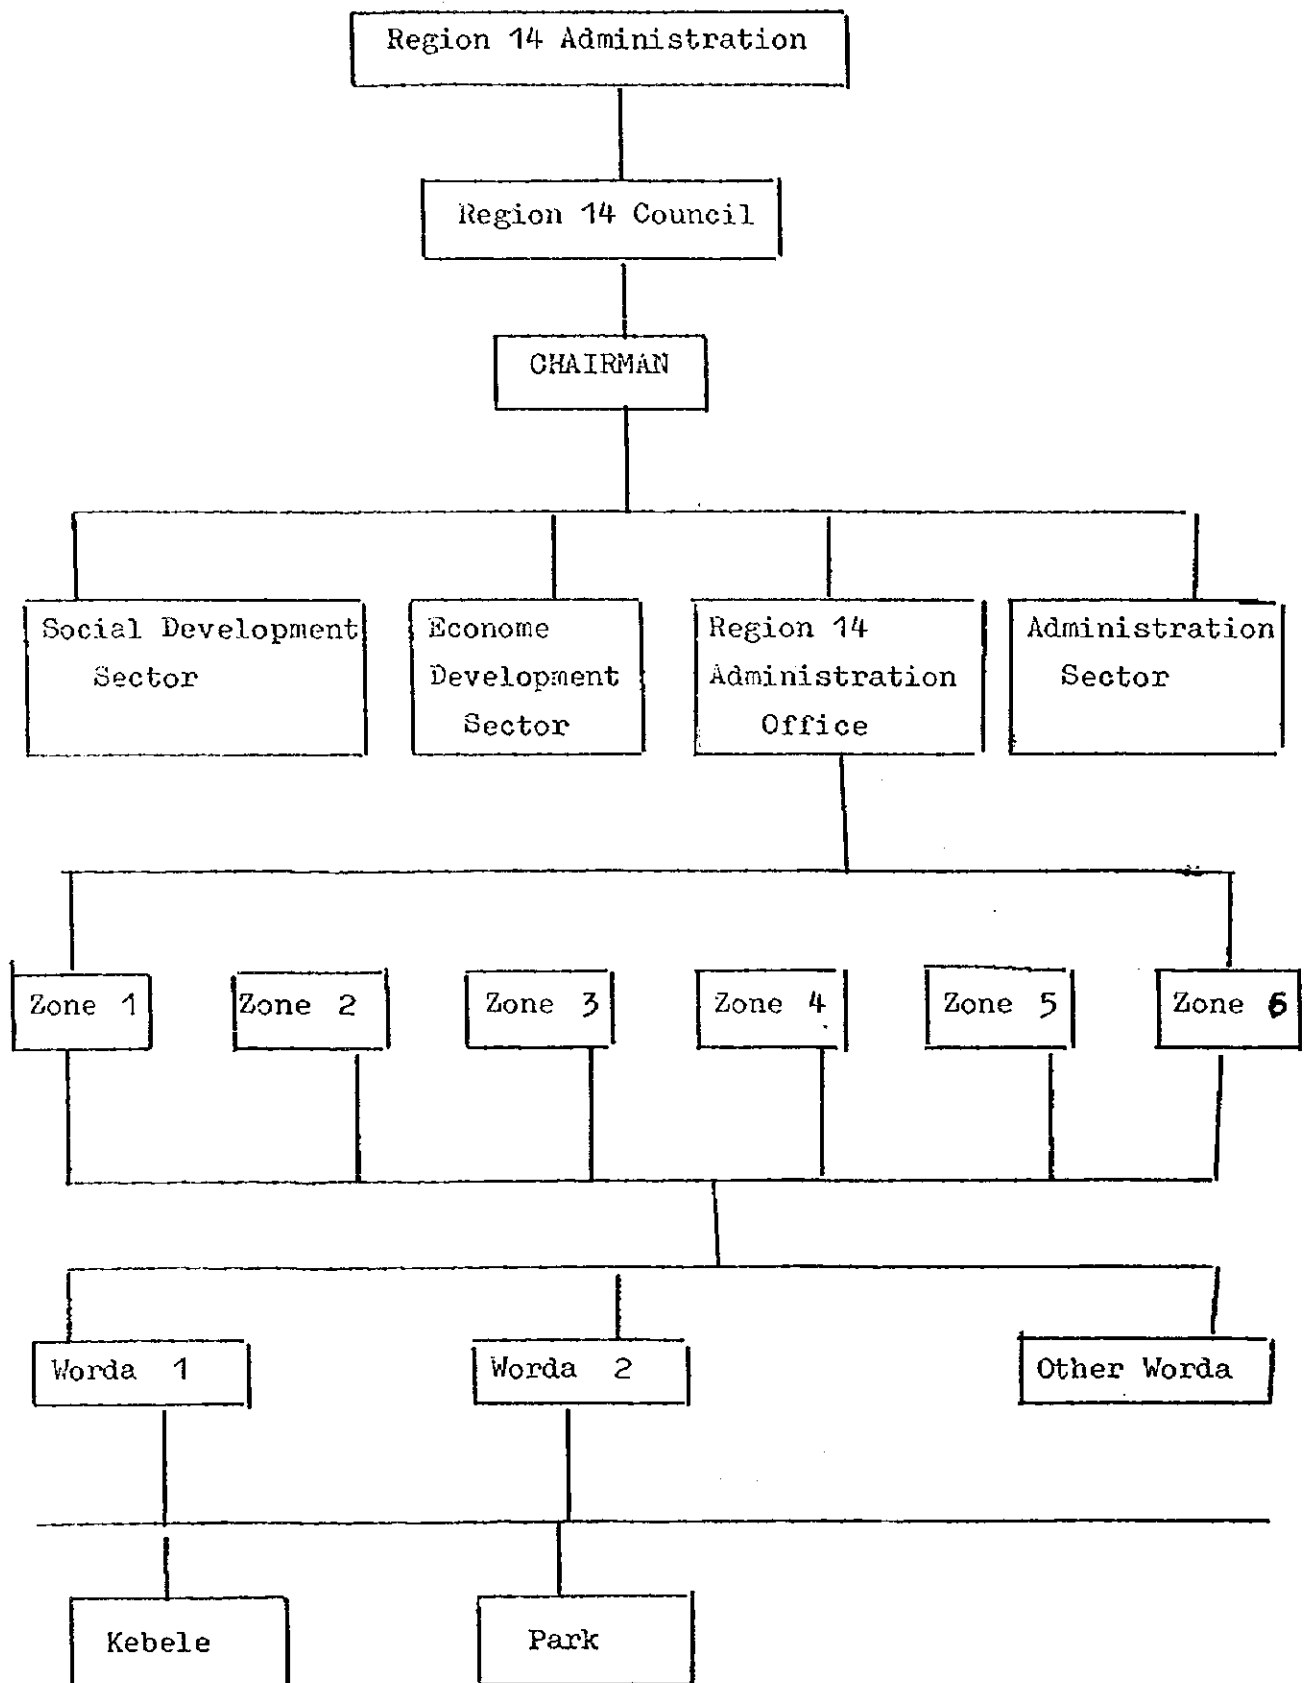 Region 14 Administration
Region 14 Council
CHAIRMAN
Social Development
Sector
Econome
Development
Sector
Region 14
Administration
Office
Administration
Sector
Zone 1
Zone 2
Zone 3
Zone 4
Zone 5
Zone 6
Worda 1
Worda 2
Other Worda
Kebele
Park